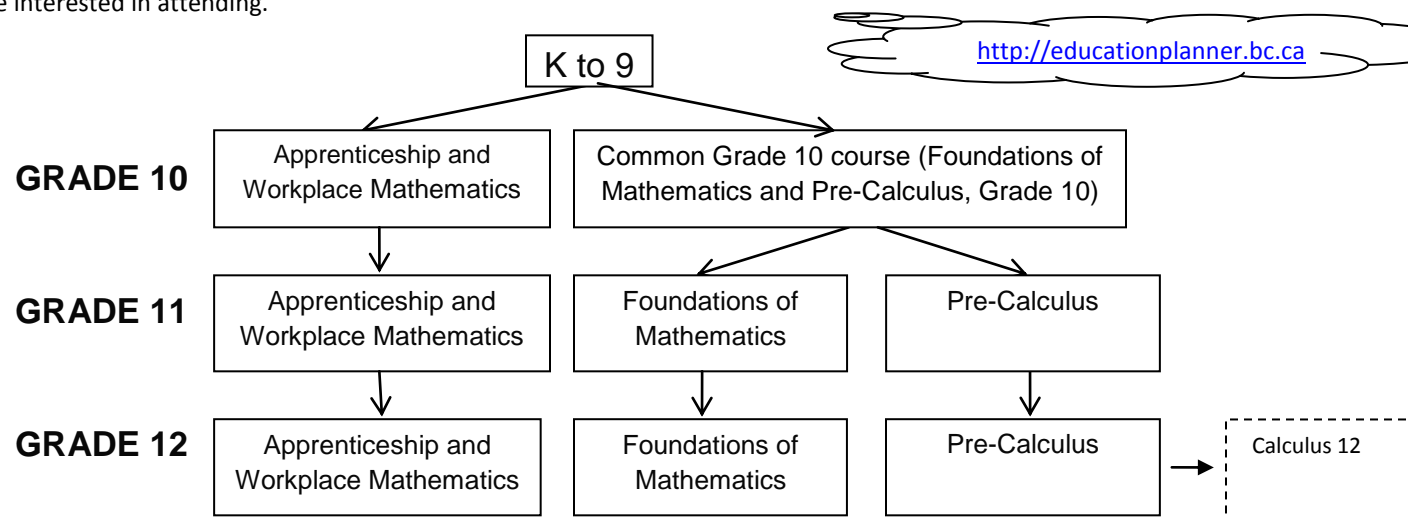 e interested in attending.
http://educationplanner.bc.ca
K to 9
GRADE 10
Apprenticeship and
Workplace Mathematics
Common Grade 10 course (Foundations of
Mathematics and Pre-Calculus, Grade 10)
GRADE 11
Apprenticeship and
Workplace Mathematics
Foundations of
Mathematics
Pre-Calculus
GRADE 12
Apprenticeship and
Workplace Mathematics
Foundations of
Mathematics
Pre-Calculus
Calculus 12